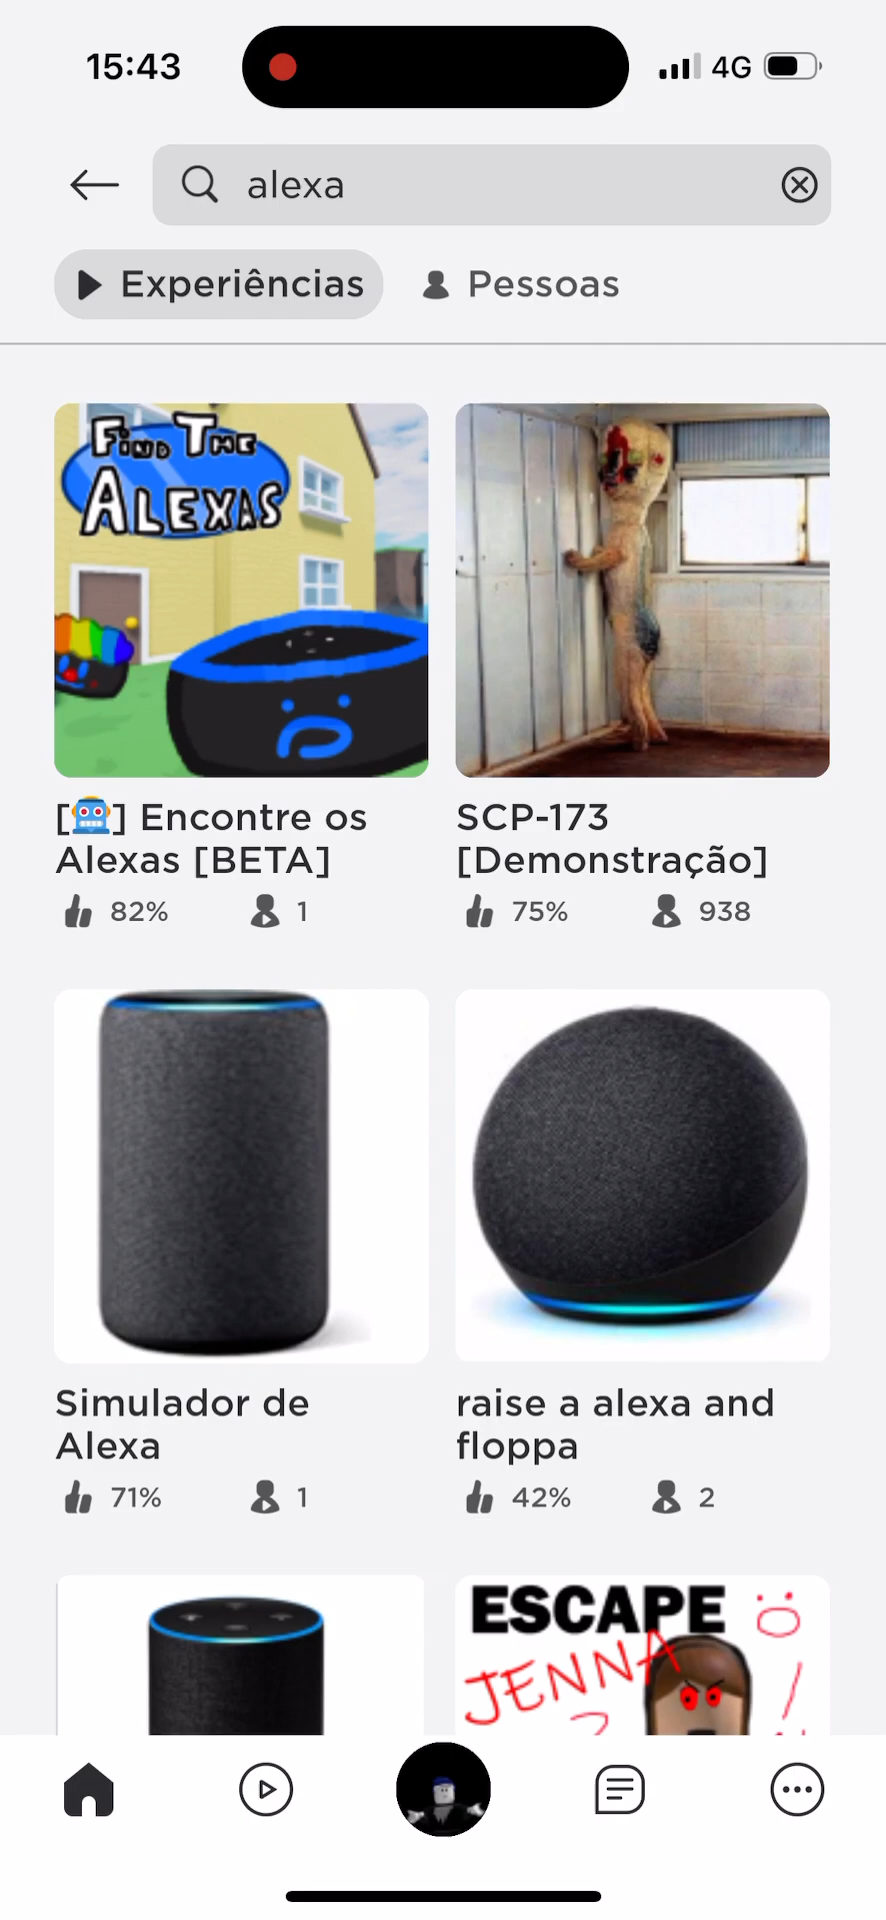 15:43
4G
alexa
Experiências
Pessoas
FIND THE
ALEXAS
[🤖] Encontre os
Alexas [BETA]
82%
1
SCP-173
[Demonstração]
75%
938
Simulador de
Alexa
71%
1
raise a alexa and
floppa
42%
2
ESCAPE
JENNA